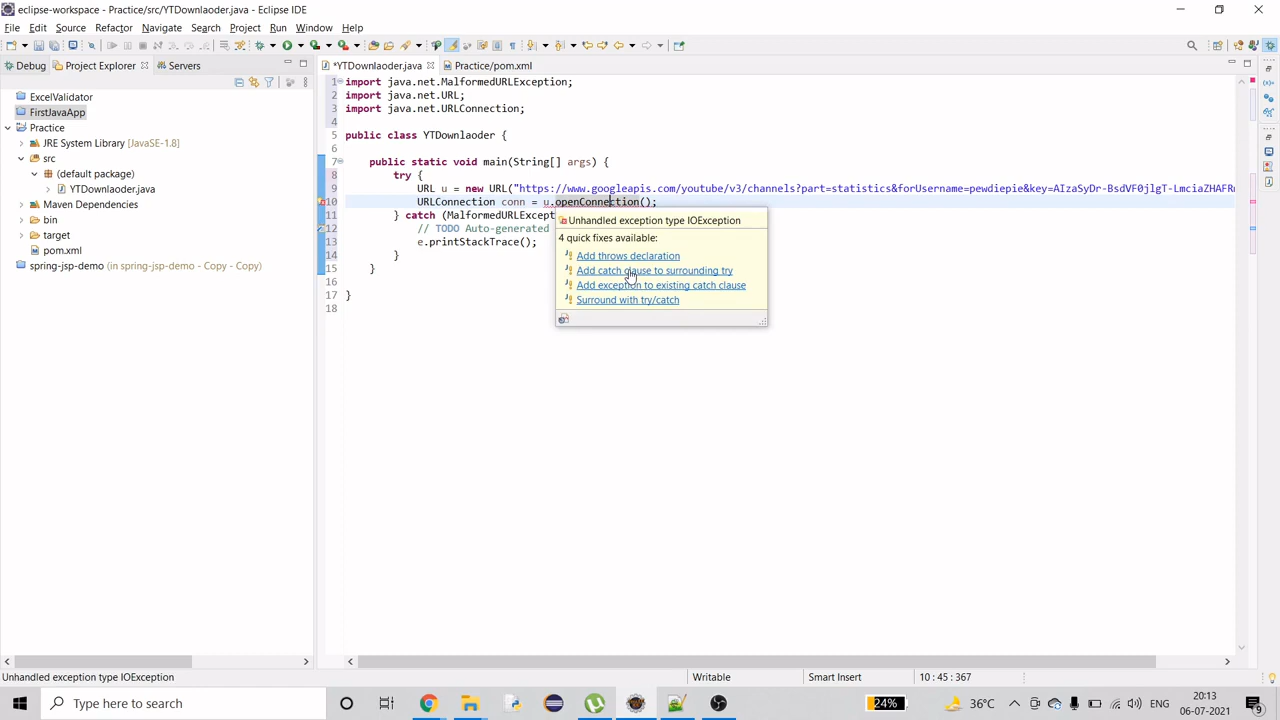 eclipse-workspace - Practice/src/YTDownlaoder.java - Eclipse IDE
File Edit Source Refactor Navigate Search Project Run Window Help
Debug Project Explorer Servers *YTDownlaoder.java Practice/pom.xml
ExcelValidator
FirstJavaApp
Practice
JRE System Library [JavaSE-1.8]
src
(default package)
YTDownlaoder.java
Maven Dependencies
bin
target
pom.xml
spring-jsp-demo (in spring-jsp-demo - Copy - Copy)
1 import java.net.MalformedURLException;
2 import java.net.URL;
3 import java.net.URLConnection;
4
5 public class YTDownlaoder {
6
7 public static void main(String[] args) {
8 try {
9 URL u = new URL("https://www.googleapis.com/youtube/v3/channels?part=statistics&forUsername=pewdiepie&key=AIzaSyDr-BsdVF0jlgT-LmciaZHAFR
10 URLConnection conn = u.openConnection();
11 } catch (MalformedURLExcept
12 // TODO Auto-generated
13 e.printStackTrace();
14 }
15 }
16
17 }
18
Unhandled exception type IOException
4 quick fixes available:
Add throws declaration
Add catch clause to surrounding try
Add exception to existing catch clause
Surround with try/catch
Unhandled exception type IOException Writable Smart Insert 10 : 45 : 367
Type here to search 24% 36°C ENG 20:13
06-07-2021 9